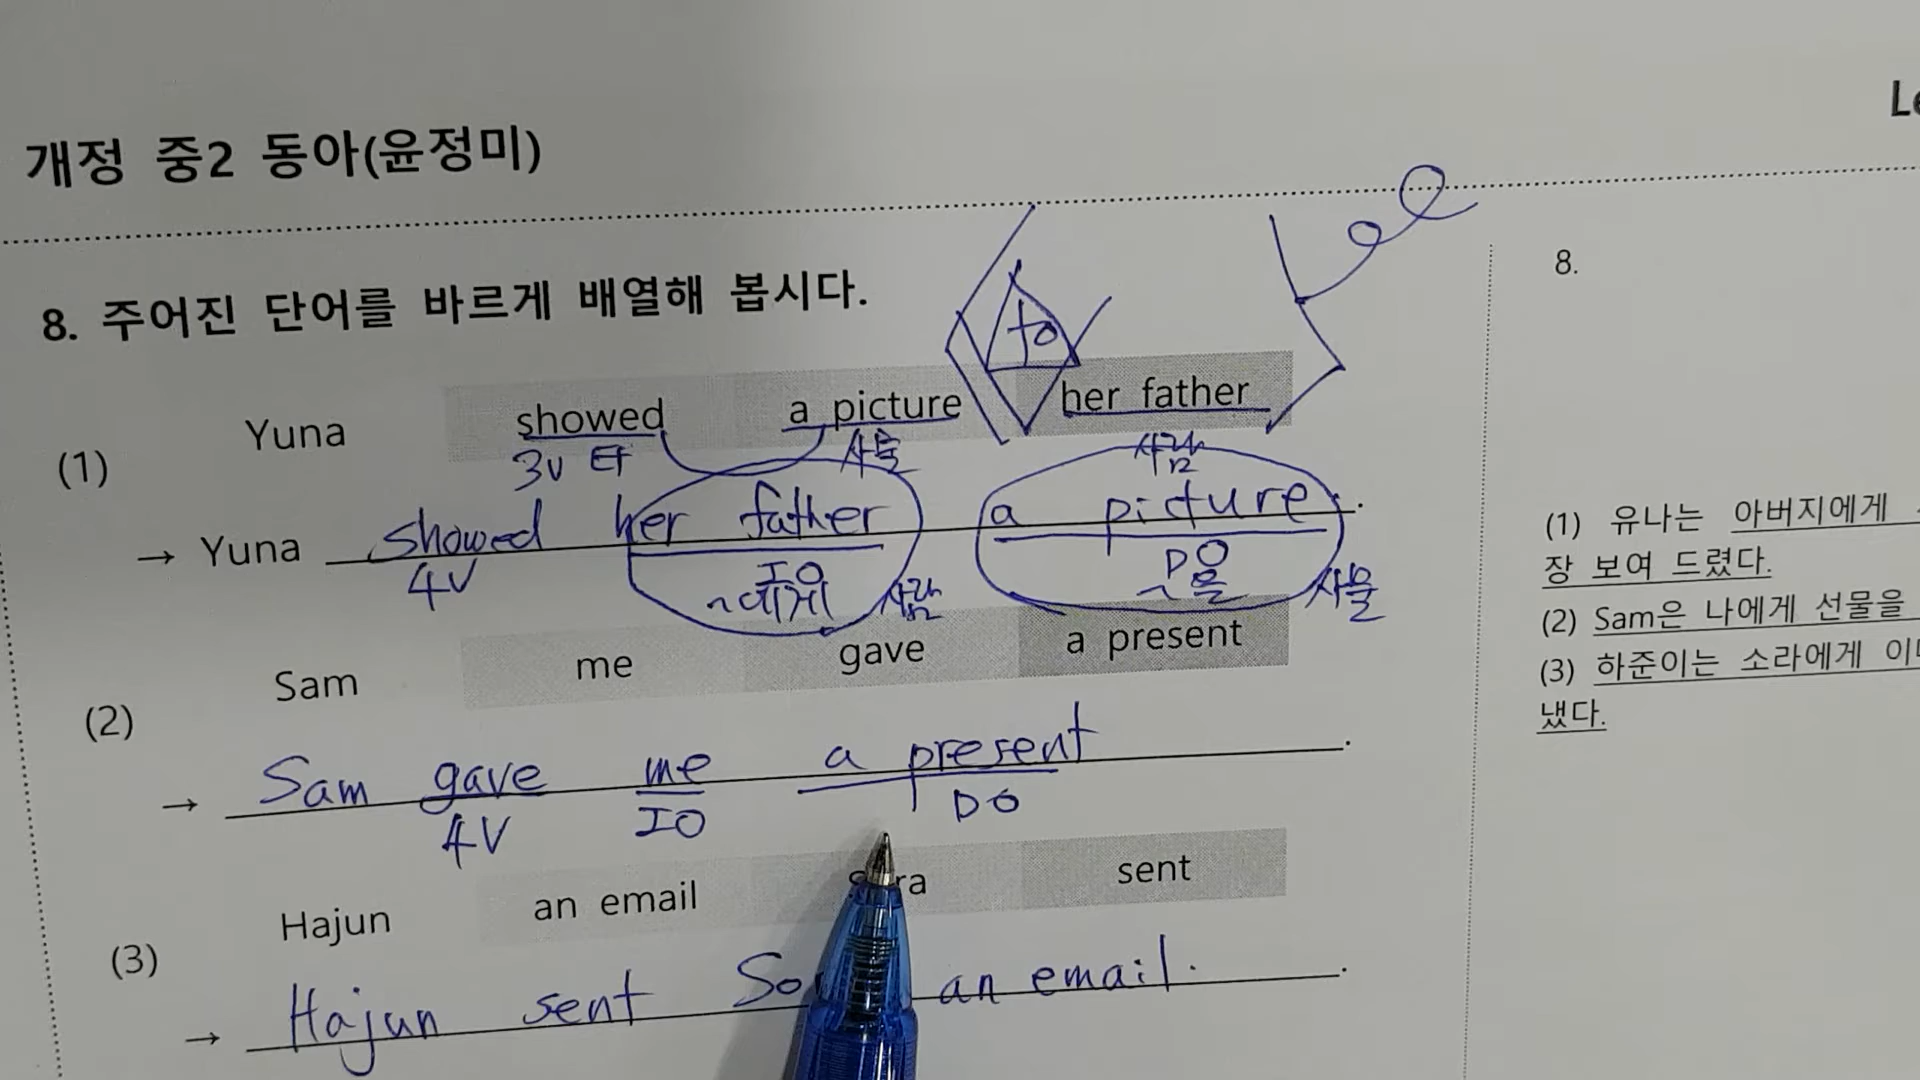 개정 중2 동아(윤정미)
8. 주어진 단어를 바르게 배열해 봅시다.
to
(1) Yuna showed a picture her father
3V 타 사물 사람
→ Yuna showed her father a picture.
4V IO DO
~에게 사람 ~을 사물
(2) Sam me gave a present
→ Sam gave me a present.
4V IO DO
(3) Hajun an email sent
→ Hajun sent an email.
8.
(1) 유나는 아버지에게
장 보여 드렸다.
(2) Sam은 나에게 선물을
(3) 하준이는 소라에게
냈다.